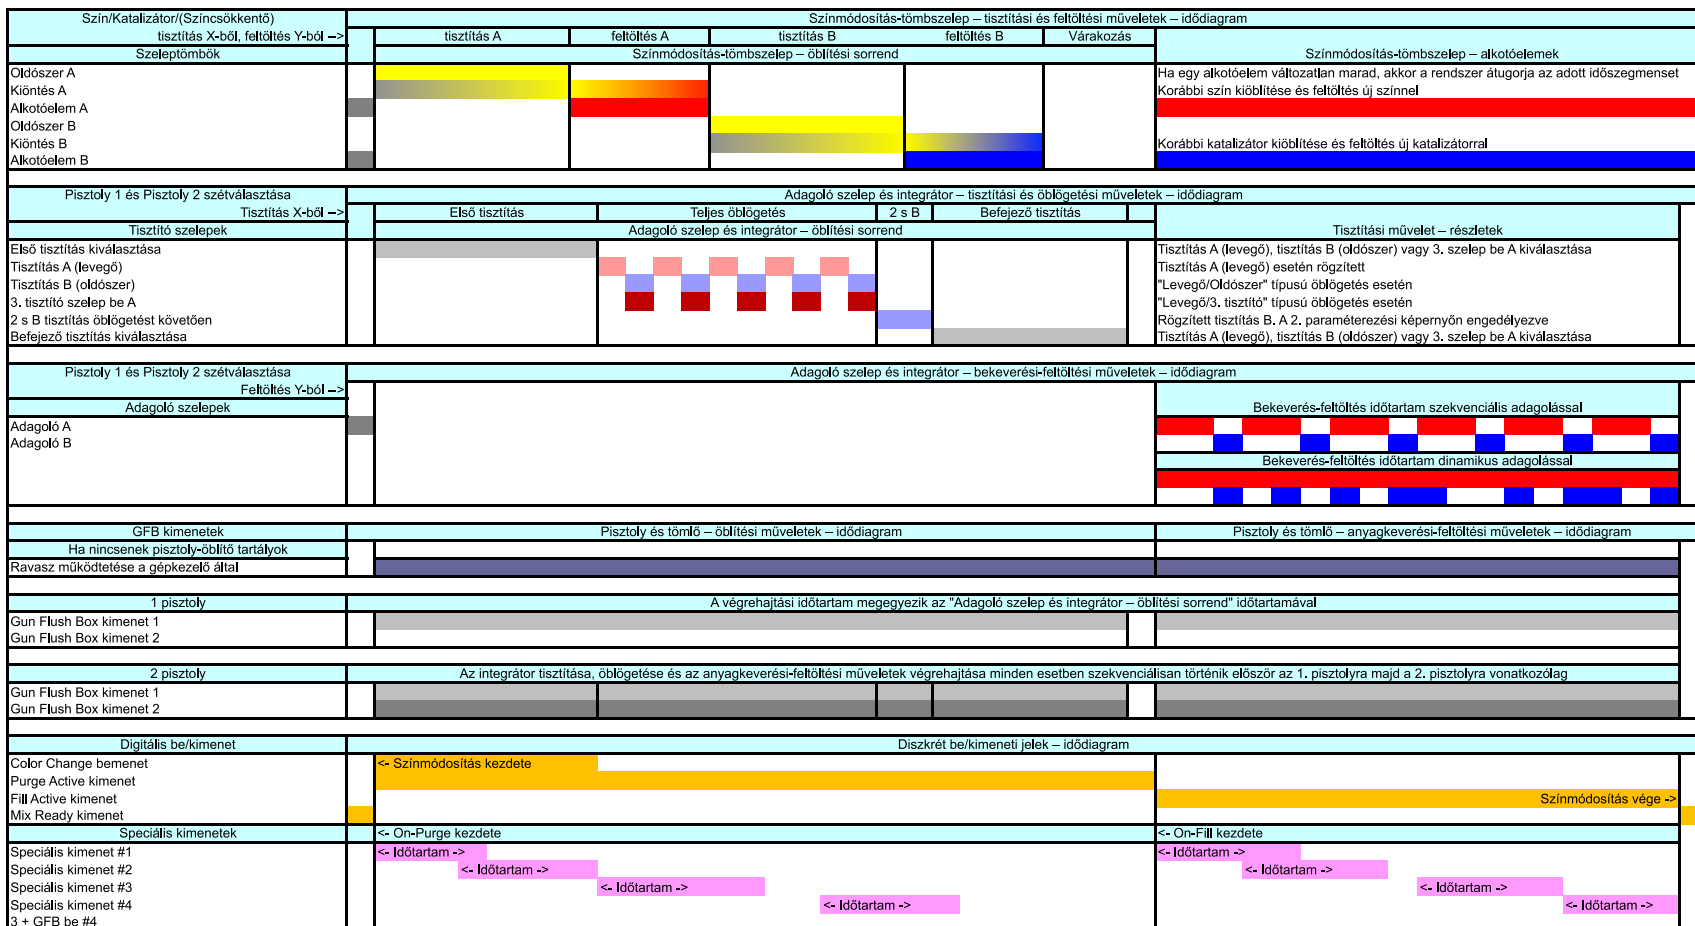 Szín/Katalizátor/(Színcsökkentő)
Színmódosítás-tömbszelep – tisztítási és feltöltési műveletek – idődiagram
tisztítás X-ből, feltöltés Y-ból –>
tisztítás A
feltöltés A
tisztítás B
feltöltés B
Várakozás
Szeleptömbök
Színmódosítás-tömbszelep – öblítési sorrend
Színmódosítás-tömbszelep – alkotóelemek
Oldószer A
Ha egy alkotóelem változatlan marad, akkor a rendszer átugorja az adott időszegmenset
Kiöntés A
Korábbi szín kiöblítése és feltöltés új színnel
Alkotóelem A
Oldószer B
Kiöntés B
Korábbi katalizátor kiöblítése és feltöltés új katalizátorral
Alkotóelem B
Pisztoly 1 és Pisztoly 2 szétválasztása
Adagoló szelep és integrátor – tisztítási és öblögetési műveletek – idődiagram
Tisztítás X-ből –>
Első tisztítás
Teljes öblögetés
2 s B
Befejező tisztítás
Tisztító szelepek
Adagoló szelep és integrátor – öblítési sorrend
Tisztítási művelet – részletek
Első tisztítás kiválasztása
Tisztítás A (levegő), tisztítás B (oldószer) vagy 3. szelep be A kiválasztása
Tisztítás A (levegő)
Tisztítás A (levegő) esetén rögzített
Tisztítás B (oldószer)
"Levegő/Oldószer" típusú öblögetés esetén
3. tisztító szelep be A
"Levegő/3. tisztító" típusú öblögetés esetén
2 s B tisztítás öblögetést követően
Rögzített tisztítás B. A 2. paraméterezési képernyőn engedélyezve
Befejező tisztítás kiválasztása
Tisztítás A (levegő), tisztítás B (oldószer) vagy 3. szelep be A kiválasztása
Pisztoly 1 és Pisztoly 2 szétválasztása
Adagoló szelep és integrátor – bekeverési-feltöltési műveletek – idődiagram
Feltöltés Y-ból –>
Adagoló szelepek
Bekeverés-feltöltés időtartam szekvenciális adagolással
Adagoló A
Adagoló B
Bekeverés-feltöltés időtartam dinamikus adagolással
GFB kimenetek
Pisztoly és tömlő – öblítési műveletek – idődiagram
Pisztoly és tömlő – anyagkeverési-feltöltési műveletek – idődiagram
Ha nincsenek pisztoly-öblítő tartályok
Ravasz működtetése a gépkezelő által
1 pisztoly
A végrehajtási időtartam megegyezik az "Adagoló szelep és integrátor – öblítési sorrend" időtartamával
Gun Flush Box kimenet 1
Gun Flush Box kimenet 2
2 pisztoly
Az integrátor tisztítása, öblögetése és az anyagkeverési-feltöltési műveletek végrehajtása minden esetben szekvenciálisan történik először az 1. pisztolyra majd a 2. pisztolyra vonatkozólag
Gun Flush Box kimenet 1
Gun Flush Box kimenet 2
Digitális be/kimenet
Diszkrét be/kimeneti jelek – idődiagram
Color Change bemenet
<- Színmódosítás kezdete
Purge Active kimenet
Fill Active kimenet
Színmódosítás vége ->
Mix Ready kimenet
Speciális kimenetek
<- On-Purge kezdete
<- On-Fill kezdete
Speciális kimenet #1
<- Időtartam ->
<- Időtartam ->
Speciális kimenet #2
<- Időtartam ->
<- Időtartam ->
Speciális kimenet #3
<- Időtartam ->
<- Időtartam ->
Speciális kimenet #4
<- Időtartam ->
<- Időtartam ->
3 + GFB be #4